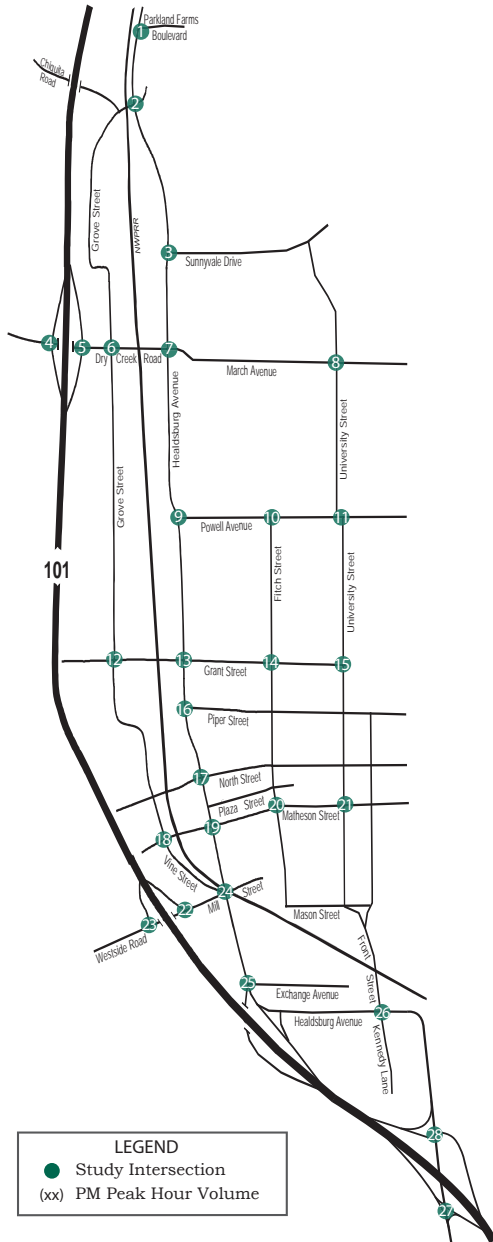 Parkland Farms
1
Boulevard
Chiquita
Road
2
Grove Street
NWPRR
3
Sunnyvale Drive
4
5
6
7
Dry Creek Road
8
March Avenue
Healdsburg Avenue
University Street
Grove Street
9
10
11
Powell Avenue
Fitch Street
University Street
101
12
13
14
15
Grant Street
16
Piper Street
17
North Street
Plaza Street
20
21
Matheson Street
19
18
Vine Street
24
Mill Street
22
23
Westside Road
Mason Street
Front Street
25
Exchange Avenue
26
Healdsburg Avenue
Kennedy Lane
28
27
LEGEND
Study Intersection
(xx) PM Peak Hour Volume